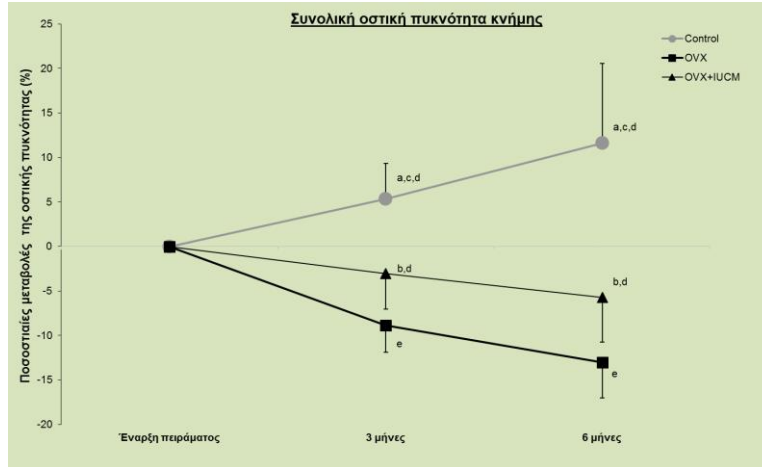 Συνολική οστική πυκνότητα κνήμης
Ποσοστιαίες μεταβολές της οστικής πυκνότητας (%)
25
20
15
10
5
0
-5
-10
-15
-20
Control
OVX
OVX+IUCM
a,c,d
a,c,d
b,d
b,d
e
e
Έναρξη πειράματος
3 μήνες
6 μήνες